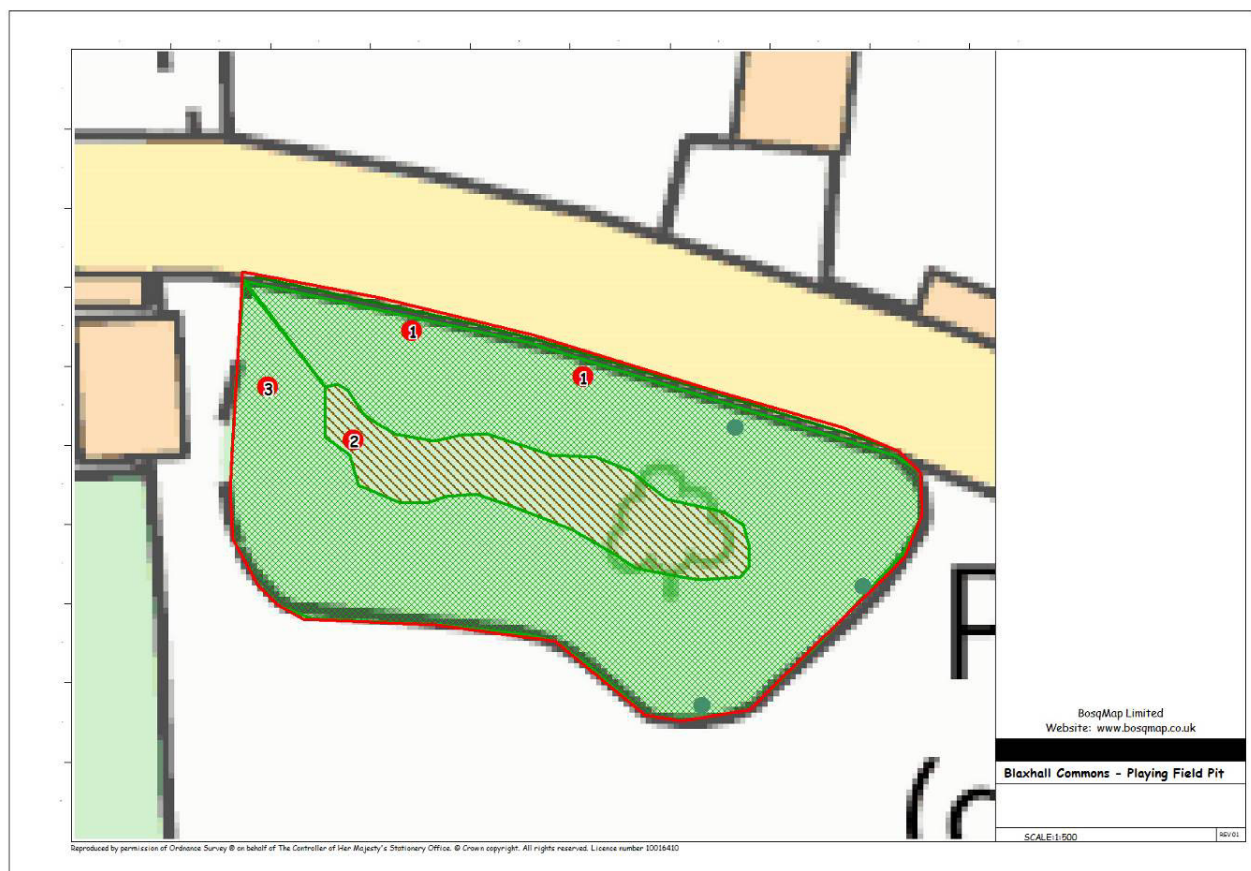 1
1
3
2
BosqMap Limited
Website: www.bosqmap.co.uk
Blaxhall Commons - Playing Field Pit
SCALE:1:500
REV01
Reproduced by permission of Ordnance Survey ® on behalf of The Controller of Her Majesty's Stationery Office. © Crown copyright. All rights reserved. Licence number 10016410